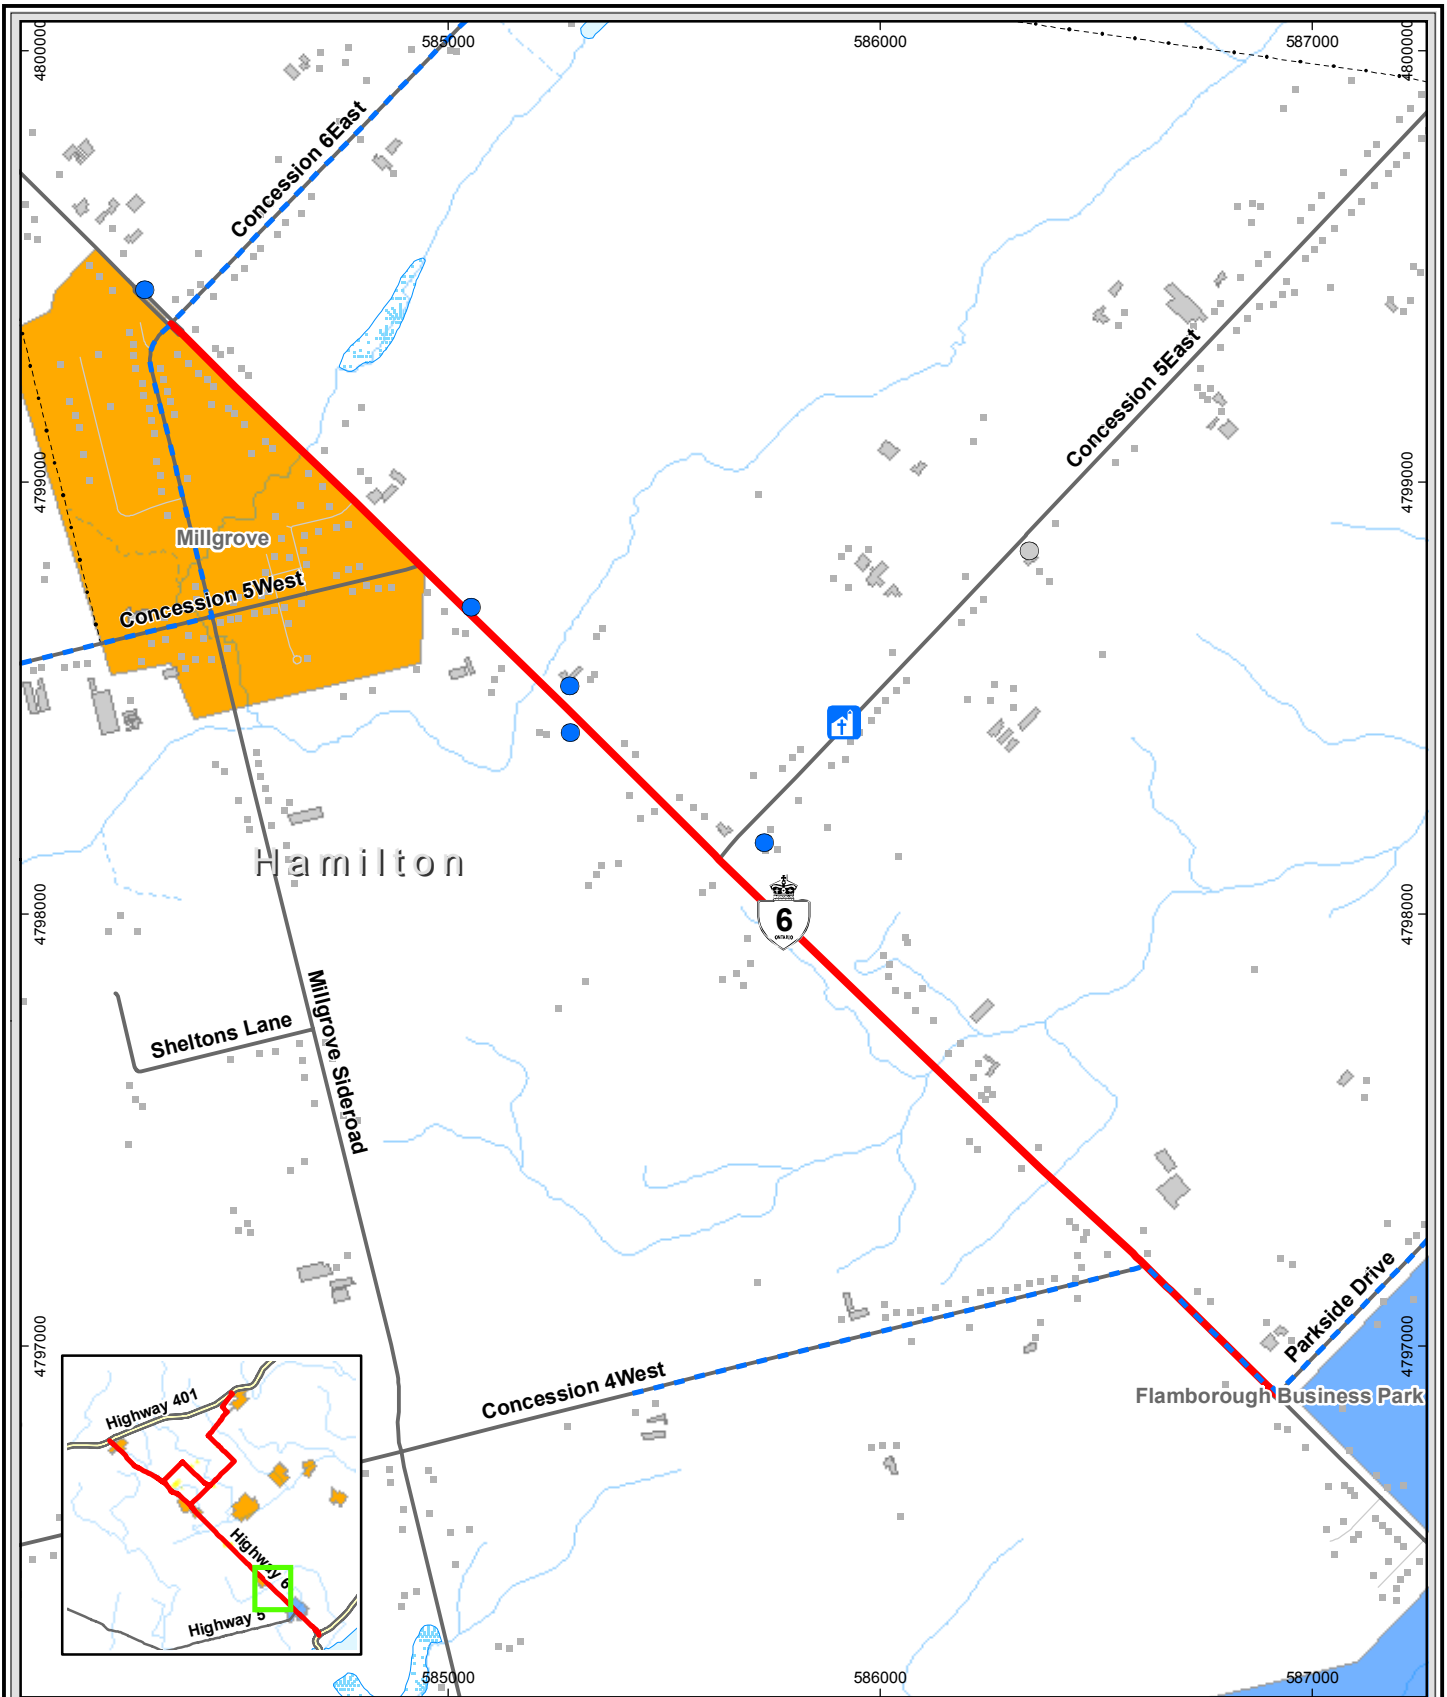 585000
586000
587000
4800000
4800000
Concession 6East
Concession 5East
4799000
4799000
Millgrove
Concession 5West
Hamilton
6
ONTARIO
4798000
4798000
Millgrove Sideroad
Sheltons Lane
Parkside Drive
4797000
4797000
Flamborough Business Park
Concession 4West
Highway 401
Highway 6
Highway 5
585000
586000
587000